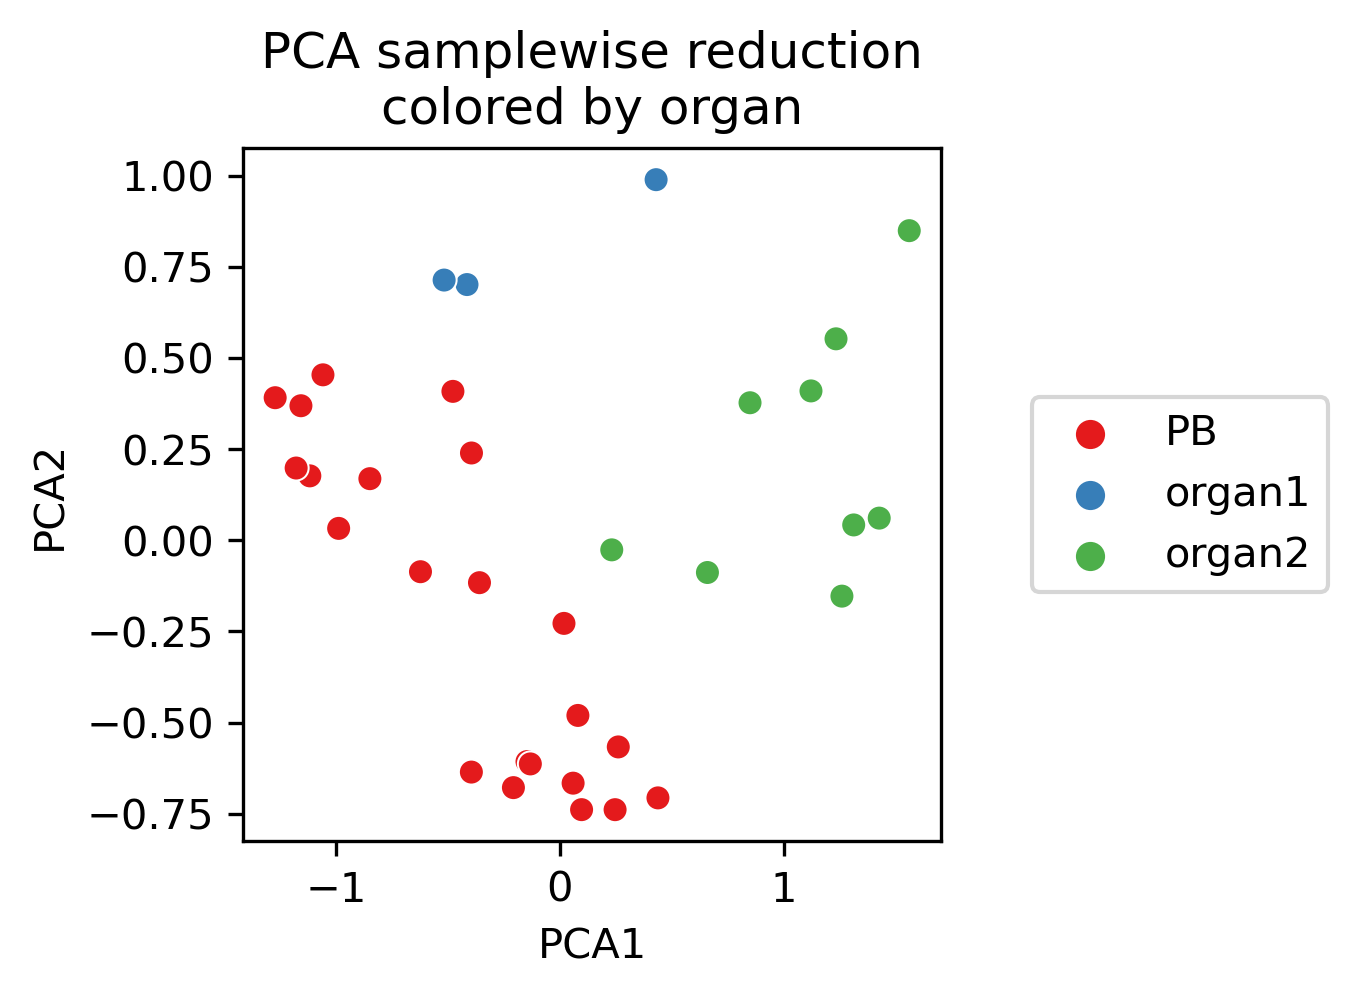 PCA samplewise reduction
colored by organ
1.00
0.75
0.50
0.25
0.00
−0.25
−0.50
−0.75
PCA2
−1
0
1
PCA1
PB
organ1
organ2